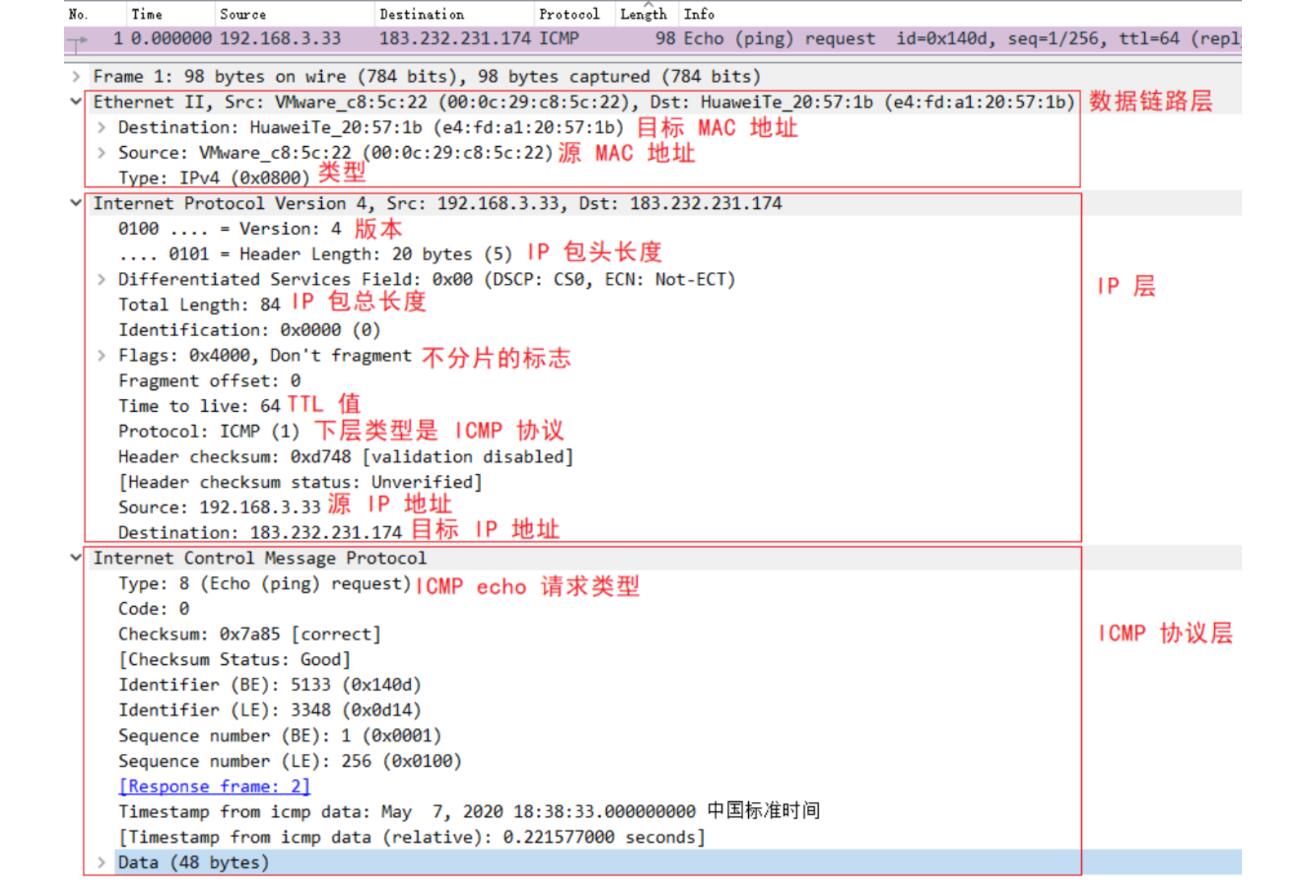 No. Time Source Destination Protocol Length Info
1 0.000000 192.168.3.33 183.232.231.174 ICMP 98 Echo (ping) request id=0x140d, seq=1/256, ttl=64 (repl
Frame 1: 98 bytes on wire (784 bits), 98 bytes captured (784 bits)
Ethernet II, Src: VMware_c8:5c:22 (00:0c:29:c8:5c:22), Dst: HuaweiTe_20:57:1b (e4:fd:a1:20:57:1b) 数据链路层
Destination: HuaweiTe_20:57:1b (e4:fd:a1:20:57:1b) 目标 MAC 地址
Source: VMware_c8:5c:22 (00:0c:29:c8:5c:22) 源 MAC 地址
Type: IPv4 (0x0800) 类型
Internet Protocol Version 4, Src: 192.168.3.33, Dst: 183.232.231.174
0100 .... = Version: 4 版本
.... 0101 = Header Length: 20 bytes (5) IP 包头长度
Differentiated Services Field: 0x00 (DSCP: CS0, ECN: Not-ECT)
IP 层
Total Length: 84 IP 包总长度
Identification: 0x0000 (0)
Flags: 0x4000, Don't fragment 不分片的标志
Fragment offset: 0
Time to live: 64 TTL 值
Protocol: ICMP (1) 下层类型是 ICMP 协议
Header checksum: 0xd748 [validation disabled]
[Header checksum status: Unverified]
Source: 192.168.3.33 源 IP 地址
Destination: 183.232.231.174 目标 IP 地址
Internet Control Message Protocol
Type: 8 (Echo (ping) request) ICMP echo 请求类型
Code: 0
Checksum: 0x7a85 [correct]
ICMP 协议层
[Checksum Status: Good]
Identifier (BE): 5133 (0x140d)
Identifier (LE): 3348 (0x0d14)
Sequence number (BE): 1 (0x0001)
Sequence number (LE): 256 (0x0100)
[Response frame: 2]
Timestamp from icmp data: May 7, 2020 18:38:33.000000000 中国标准时间
[Timestamp from icmp data (relative): 0.221577000 seconds]
Data (48 bytes)